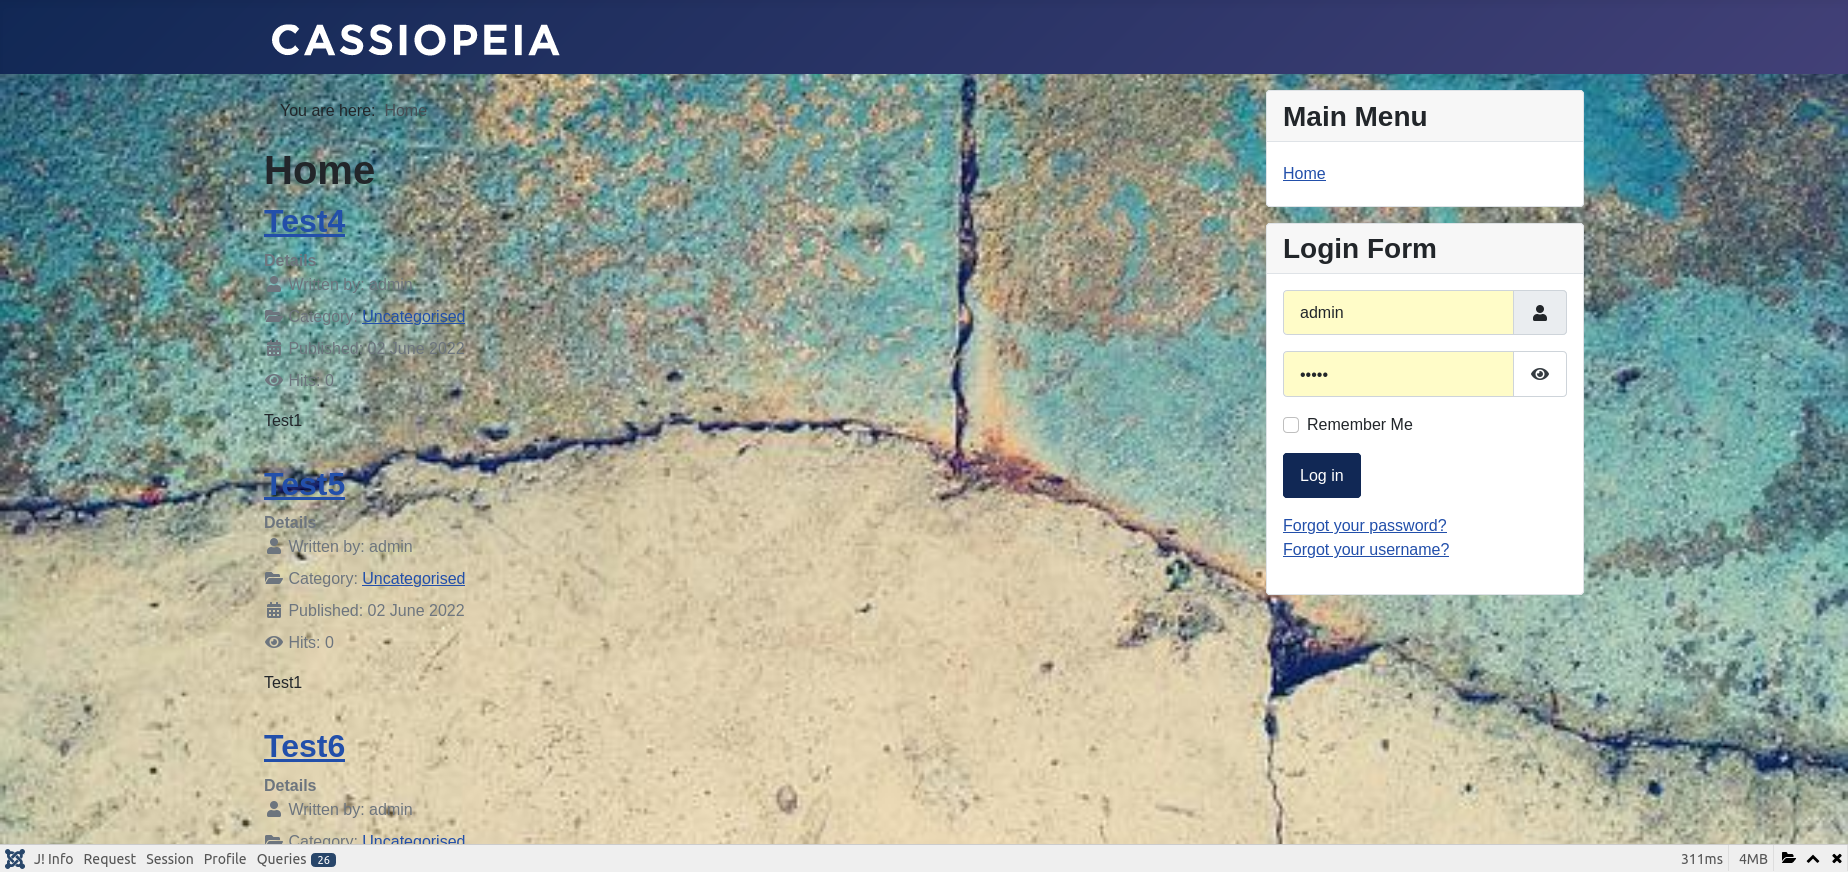 CASSIOPEIA
You are here: Home
Home
Test4
Details
Written by: admin
Category: Uncategorised
Published: 02 June 2022
Hits: 0
Test1
Test5
Details
Written by: admin
Category: Uncategorised
Published: 02 June 2022
Hits: 0
Test1
Test6
Details
Written by: admin
Category: Uncategorised
Main Menu
Home
Login Form
admin
•••••
Remember Me
Log in
Forgot your password?
Forgot your username?
J! Info Request Session Profile Queries 26 311ms 4MB